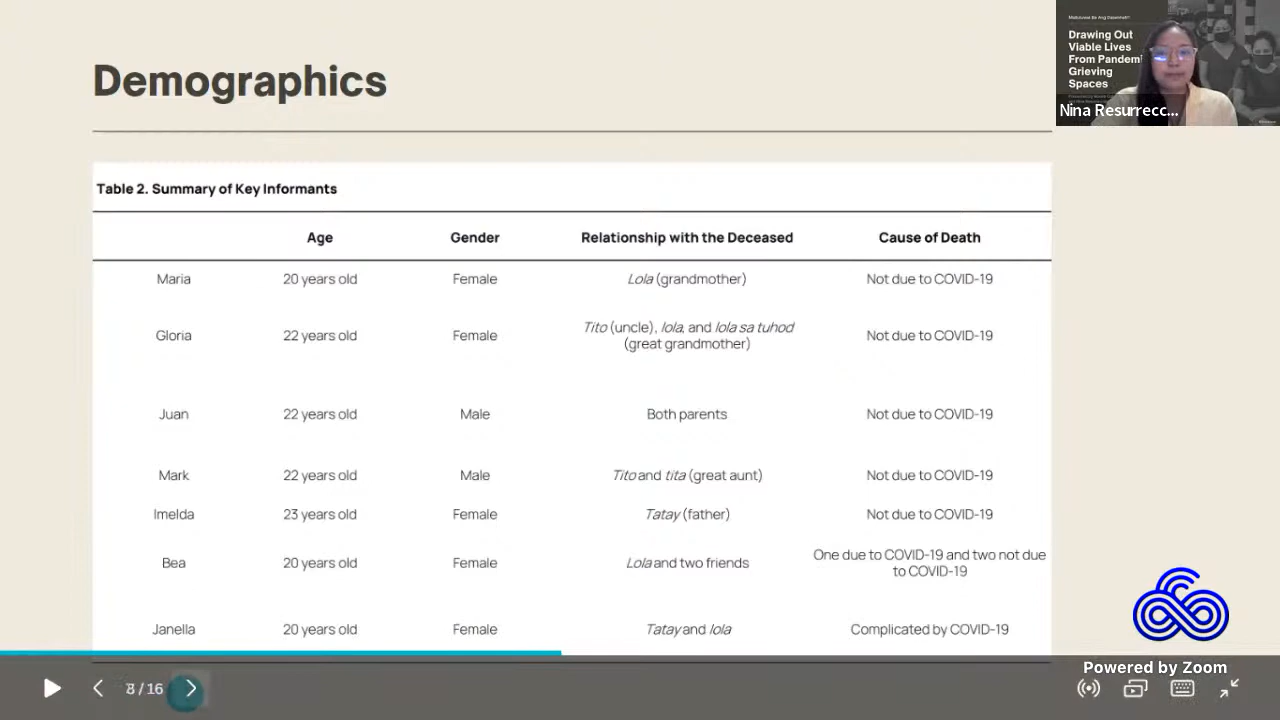 Demographics
Table 2. Summary of Key Informants
Age Gender Relationship with the Deceased Cause of Death
Maria 20 years old Female Lola (grandmother) Not due to COVID-19
Gloria 22 years old Female Tito (uncle), lola, and lola sa tuhod (great grandmother) Not due to COVID-19
Juan 22 years old Male Both parents Not due to COVID-19
Mark 22 years old Male Tito and tita (great aunt) Not due to COVID-19
Imelda 23 years old Female Tatay (father) Not due to COVID-19
Bea 20 years old Female Lola and two friends One due to COVID-19 and two not due to COVID-19
Janella 20 years old Female Tatay and lola Complicated by COVID-19
Drawing Out
Viable Lives
From Pandemi
Grieving
Spaces
Nina Resurrecc...
Powered by Zoom
8 / 16